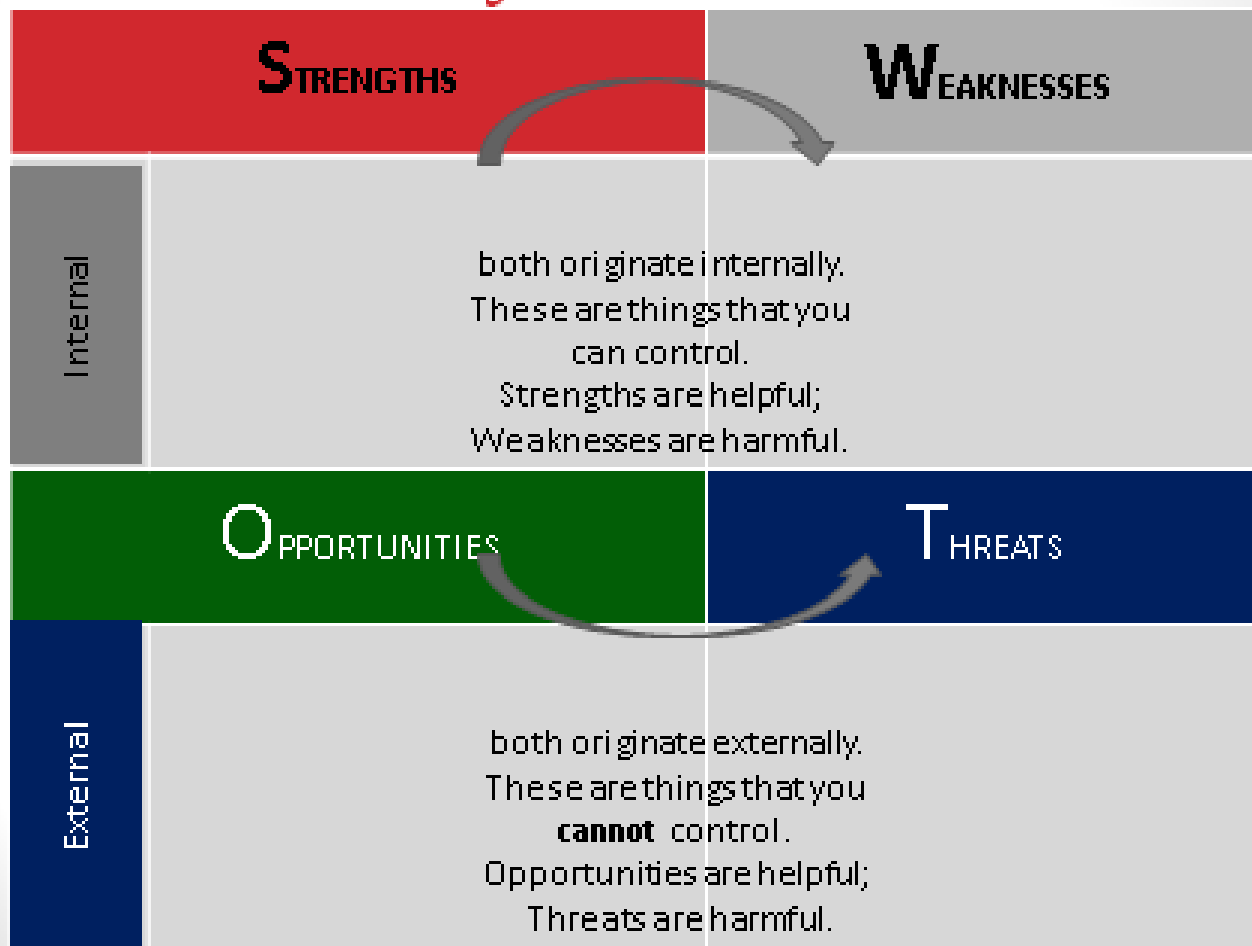 STRENGTHS
WEAKNESSES
Internal
both originate internally.
These are things that you
can control.
Strengths are helpful;
Weaknesses are harmful.
OPPORTUNITIES
THREATS
External
both originate externally.
These are things that you
cannot control.
Opportunities are helpful;
Threats are harmful.